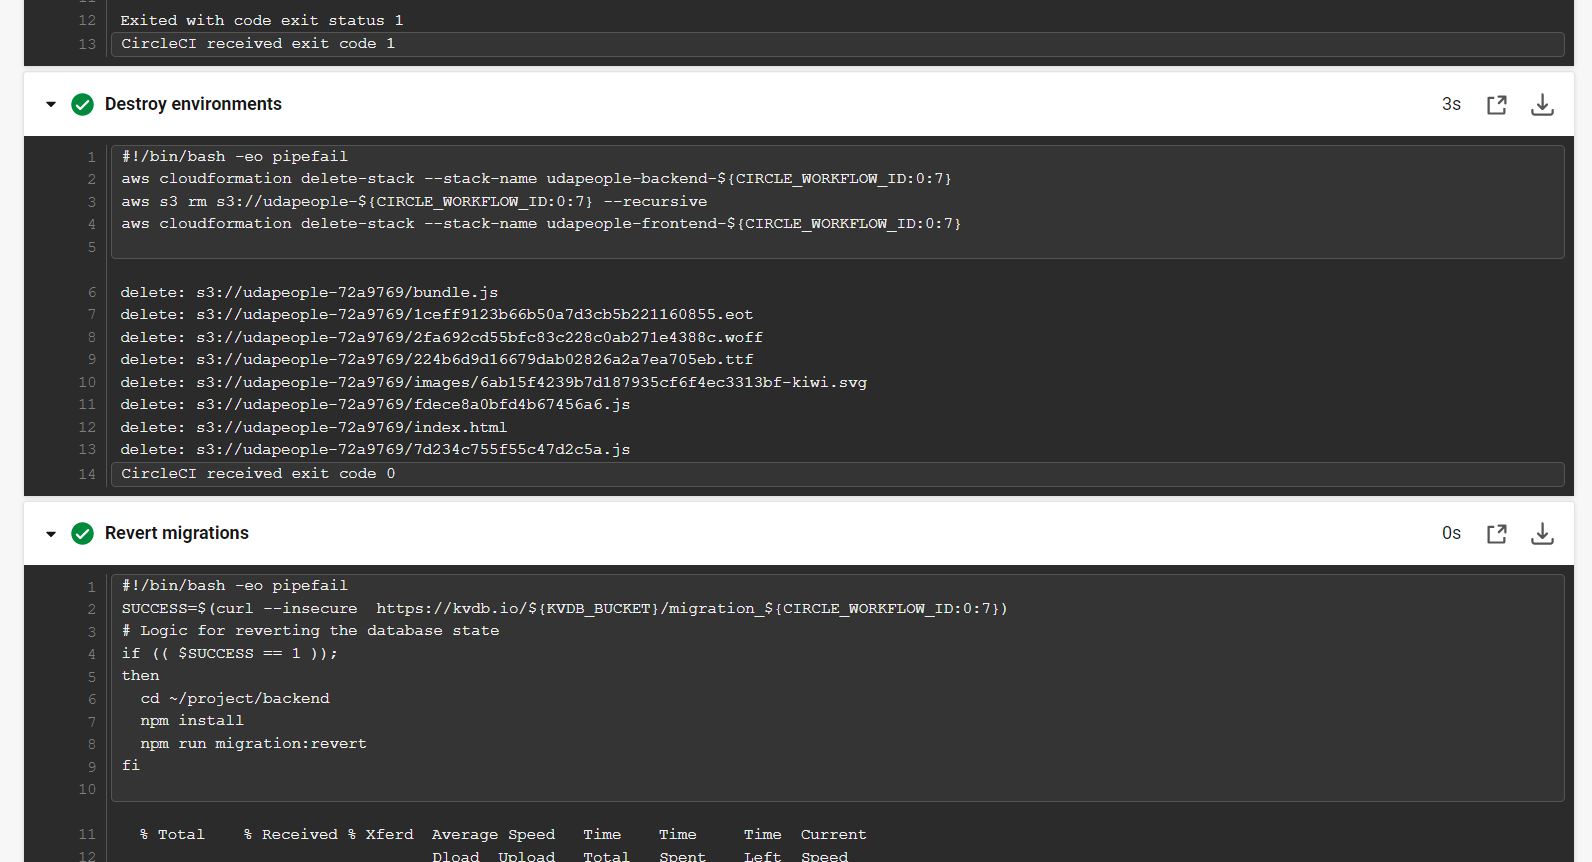 12 Exited with code exit status 1
13 CircleCI received exit code 1
Destroy environments 3s
1 #!/bin/bash -eo pipefail
2 aws cloudformation delete-stack --stack-name udapeople-backend-${CIRCLE_WORKFLOW_ID:0:7}
3 aws s3 rm s3://udapeople-${CIRCLE_WORKFLOW_ID:0:7} --recursive
4 aws cloudformation delete-stack --stack-name udapeople-frontend-${CIRCLE_WORKFLOW_ID:0:7}
5
6 delete: s3://udapeople-72a9769/bundle.js
7 delete: s3://udapeople-72a9769/1ceff9123b66b50a7d3cb5b221160855.eot
8 delete: s3://udapeople-72a9769/2fa692cd55bfc83c228c0ab271e4388c.woff
9 delete: s3://udapeople-72a9769/224b6d9d16679dab02826a2a7ea705eb.ttf
10 delete: s3://udapeople-72a9769/images/6ab15f4239b7d187935cf6f4ec3313bf-kiwi.svg
11 delete: s3://udapeople-72a9769/fdece8a0bfd4b67456a6.js
12 delete: s3://udapeople-72a9769/index.html
13 delete: s3://udapeople-72a9769/7d234c755f55c47d2c5a.js
14 CircleCI received exit code 0
Revert migrations 0s
1 #!/bin/bash -eo pipefail
2 SUCCESS=$(curl --insecure  https://kvdb.io/${KVDB_BUCKET}/migration_${CIRCLE_WORKFLOW_ID:0:7})
3 # Logic for reverting the database state
4 if (( $SUCCESS == 1 ));
5 then
6 cd ~/project/backend
7 npm install
8 npm run migration:revert
9 fi
10
11 % Total % Received % Xferd Average Speed Time Time Time Current
12 Dload Upload Total Spent Left Speed